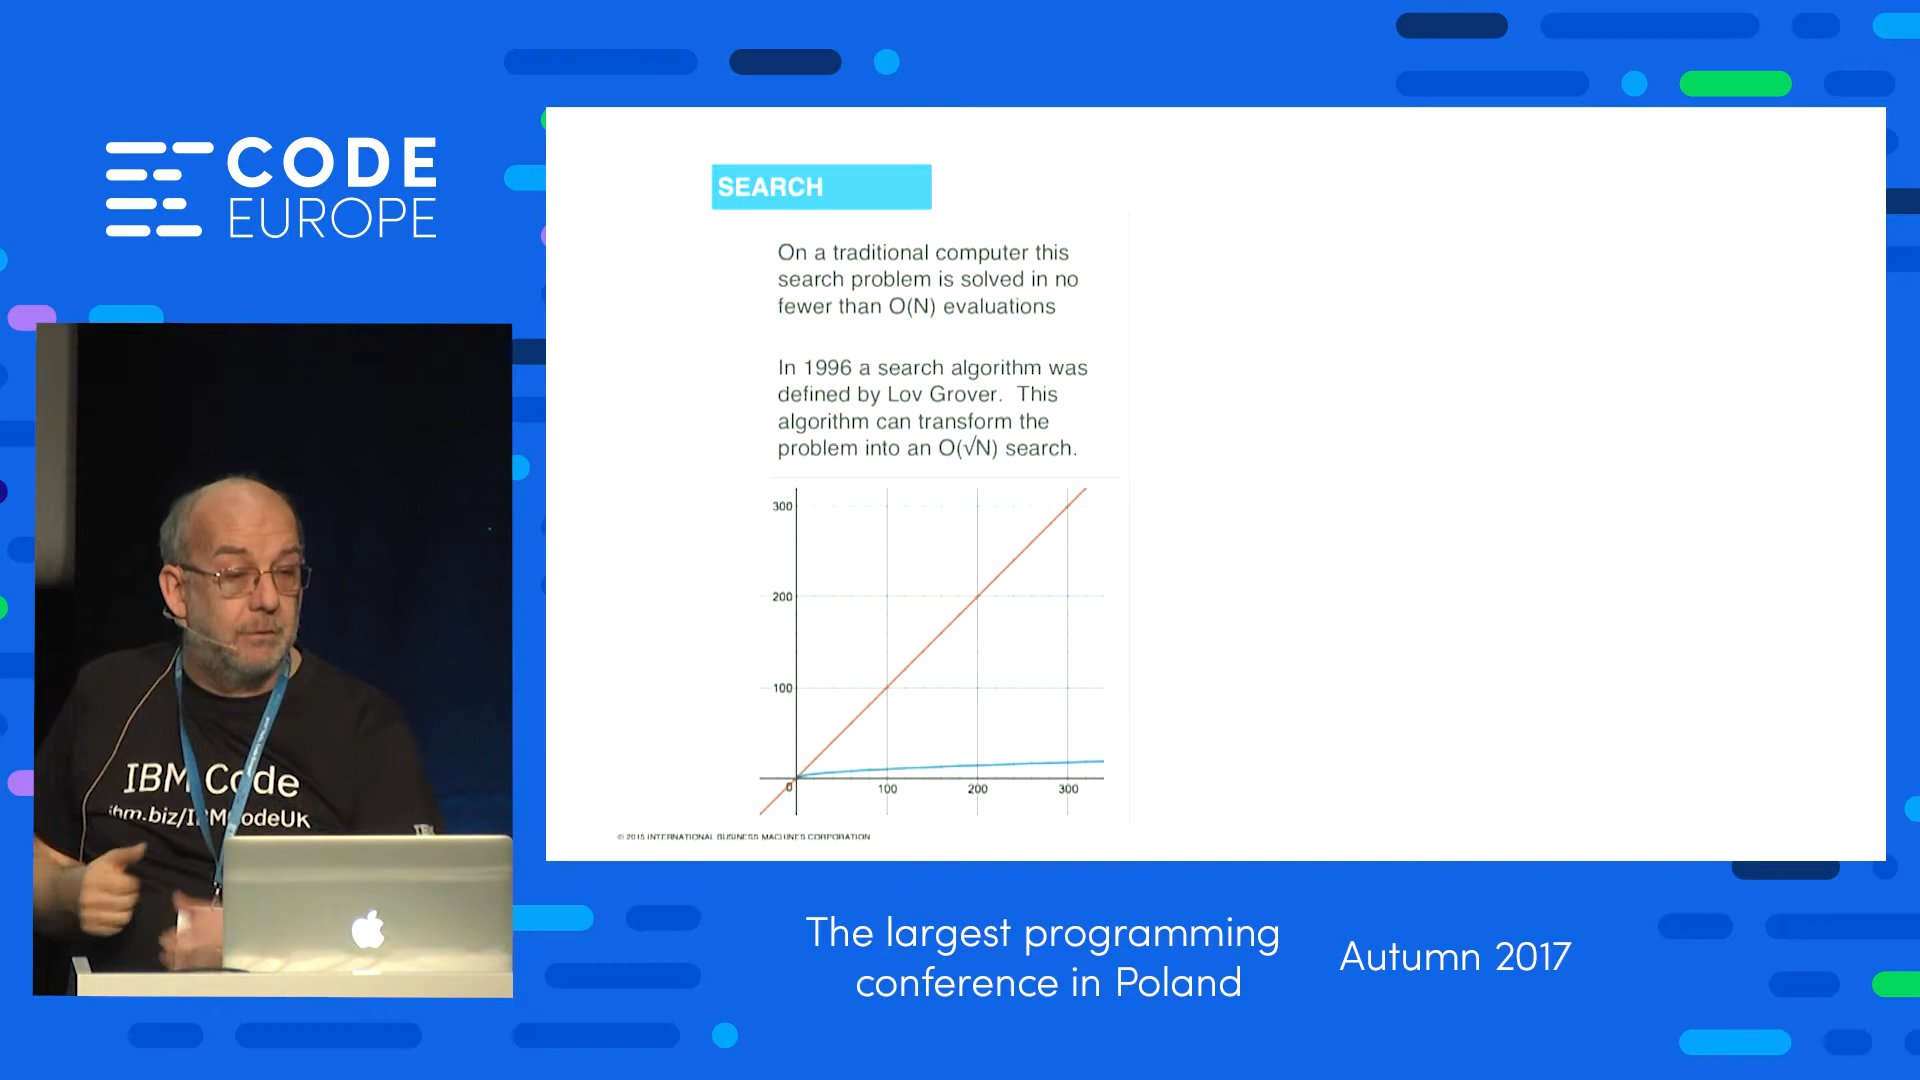 CODE
EUROPE
SEARCH
On a traditional computer this
search problem is solved in no
fewer than O(N) evaluations
In 1996 a search algorithm was
defined by Lov Grover. This
algorithm can transform the
problem into an O(√N) search.
300
200
100
0
100
200
300
© 2015 INTERNATIONAL BUSINESS MACHINES CORPORATION
IBM Code
ibm.biz/IBMCodeUK
The largest programming
conference in Poland
Autumn 2017